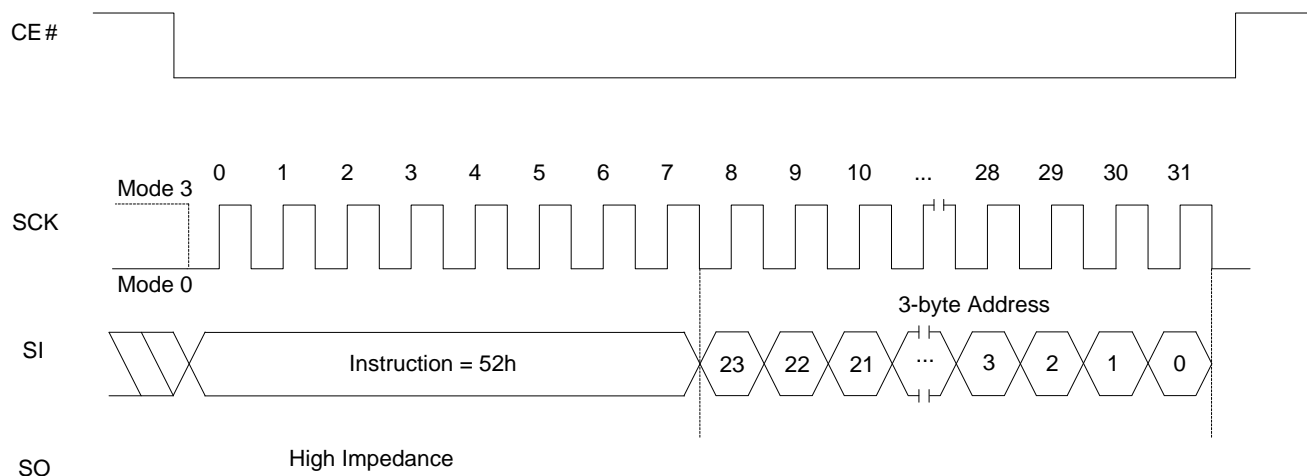 CE#
0 1 2 3 4 5 6 7 8 9 10 ... 28 29 30 31
Mode 3
SCK
Mode 0
3-byte Address
SI
Instruction = 52h
23 22 21 ... 3 2 1 0
High Impedance
SO